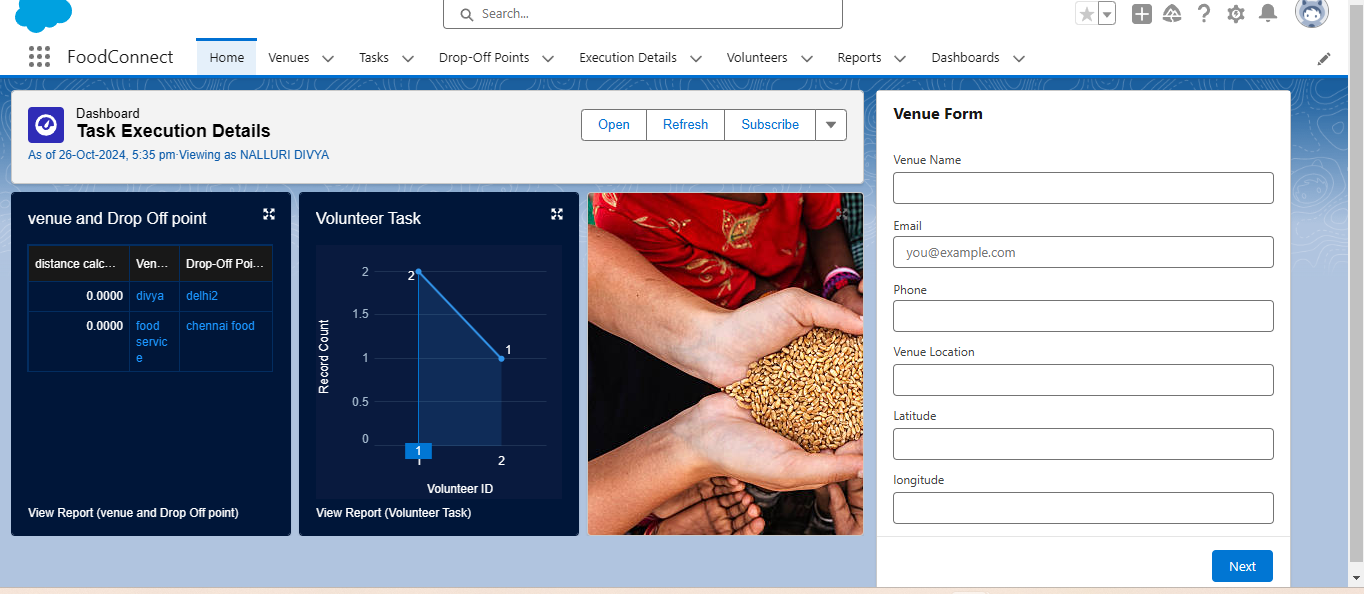 Search...
FoodConnect
Home
Venues
Tasks
Drop-Off Points
Execution Details
Volunteers
Reports
Dashboards
Dashboard
Task Execution Details
As of 26-Oct-2024, 5:35 pm·Viewing as NALLURI DIVYA
Open
Refresh
Subscribe
venue and Drop Off point
distance calc... Ven... Drop-Off Poi...
0.0000 divya delhi2
0.0000 food chennai food
servic
e
View Report (venue and Drop Off point)
Volunteer Task
Record Count
2
1.5
1
0.5
0
2
1
1
2
Volunteer ID
View Report (Volunteer Task)
Venue Form
Venue Name
Email
you@example.com
Phone
Venue Location
Latitude
longitude
Next